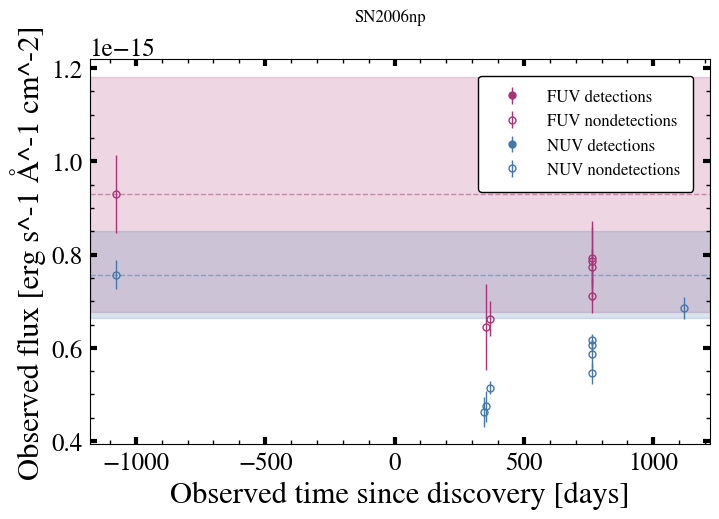 SN2006np
1e−15
1.2
1.0
0.8
0.6
0.4
Observed flux [erg s^-1 Å^-1 cm^-2]
FUV detections
FUV nondetections
NUV detections
NUV nondetections
−1000
−500
0
500
1000
Observed time since discovery [days]